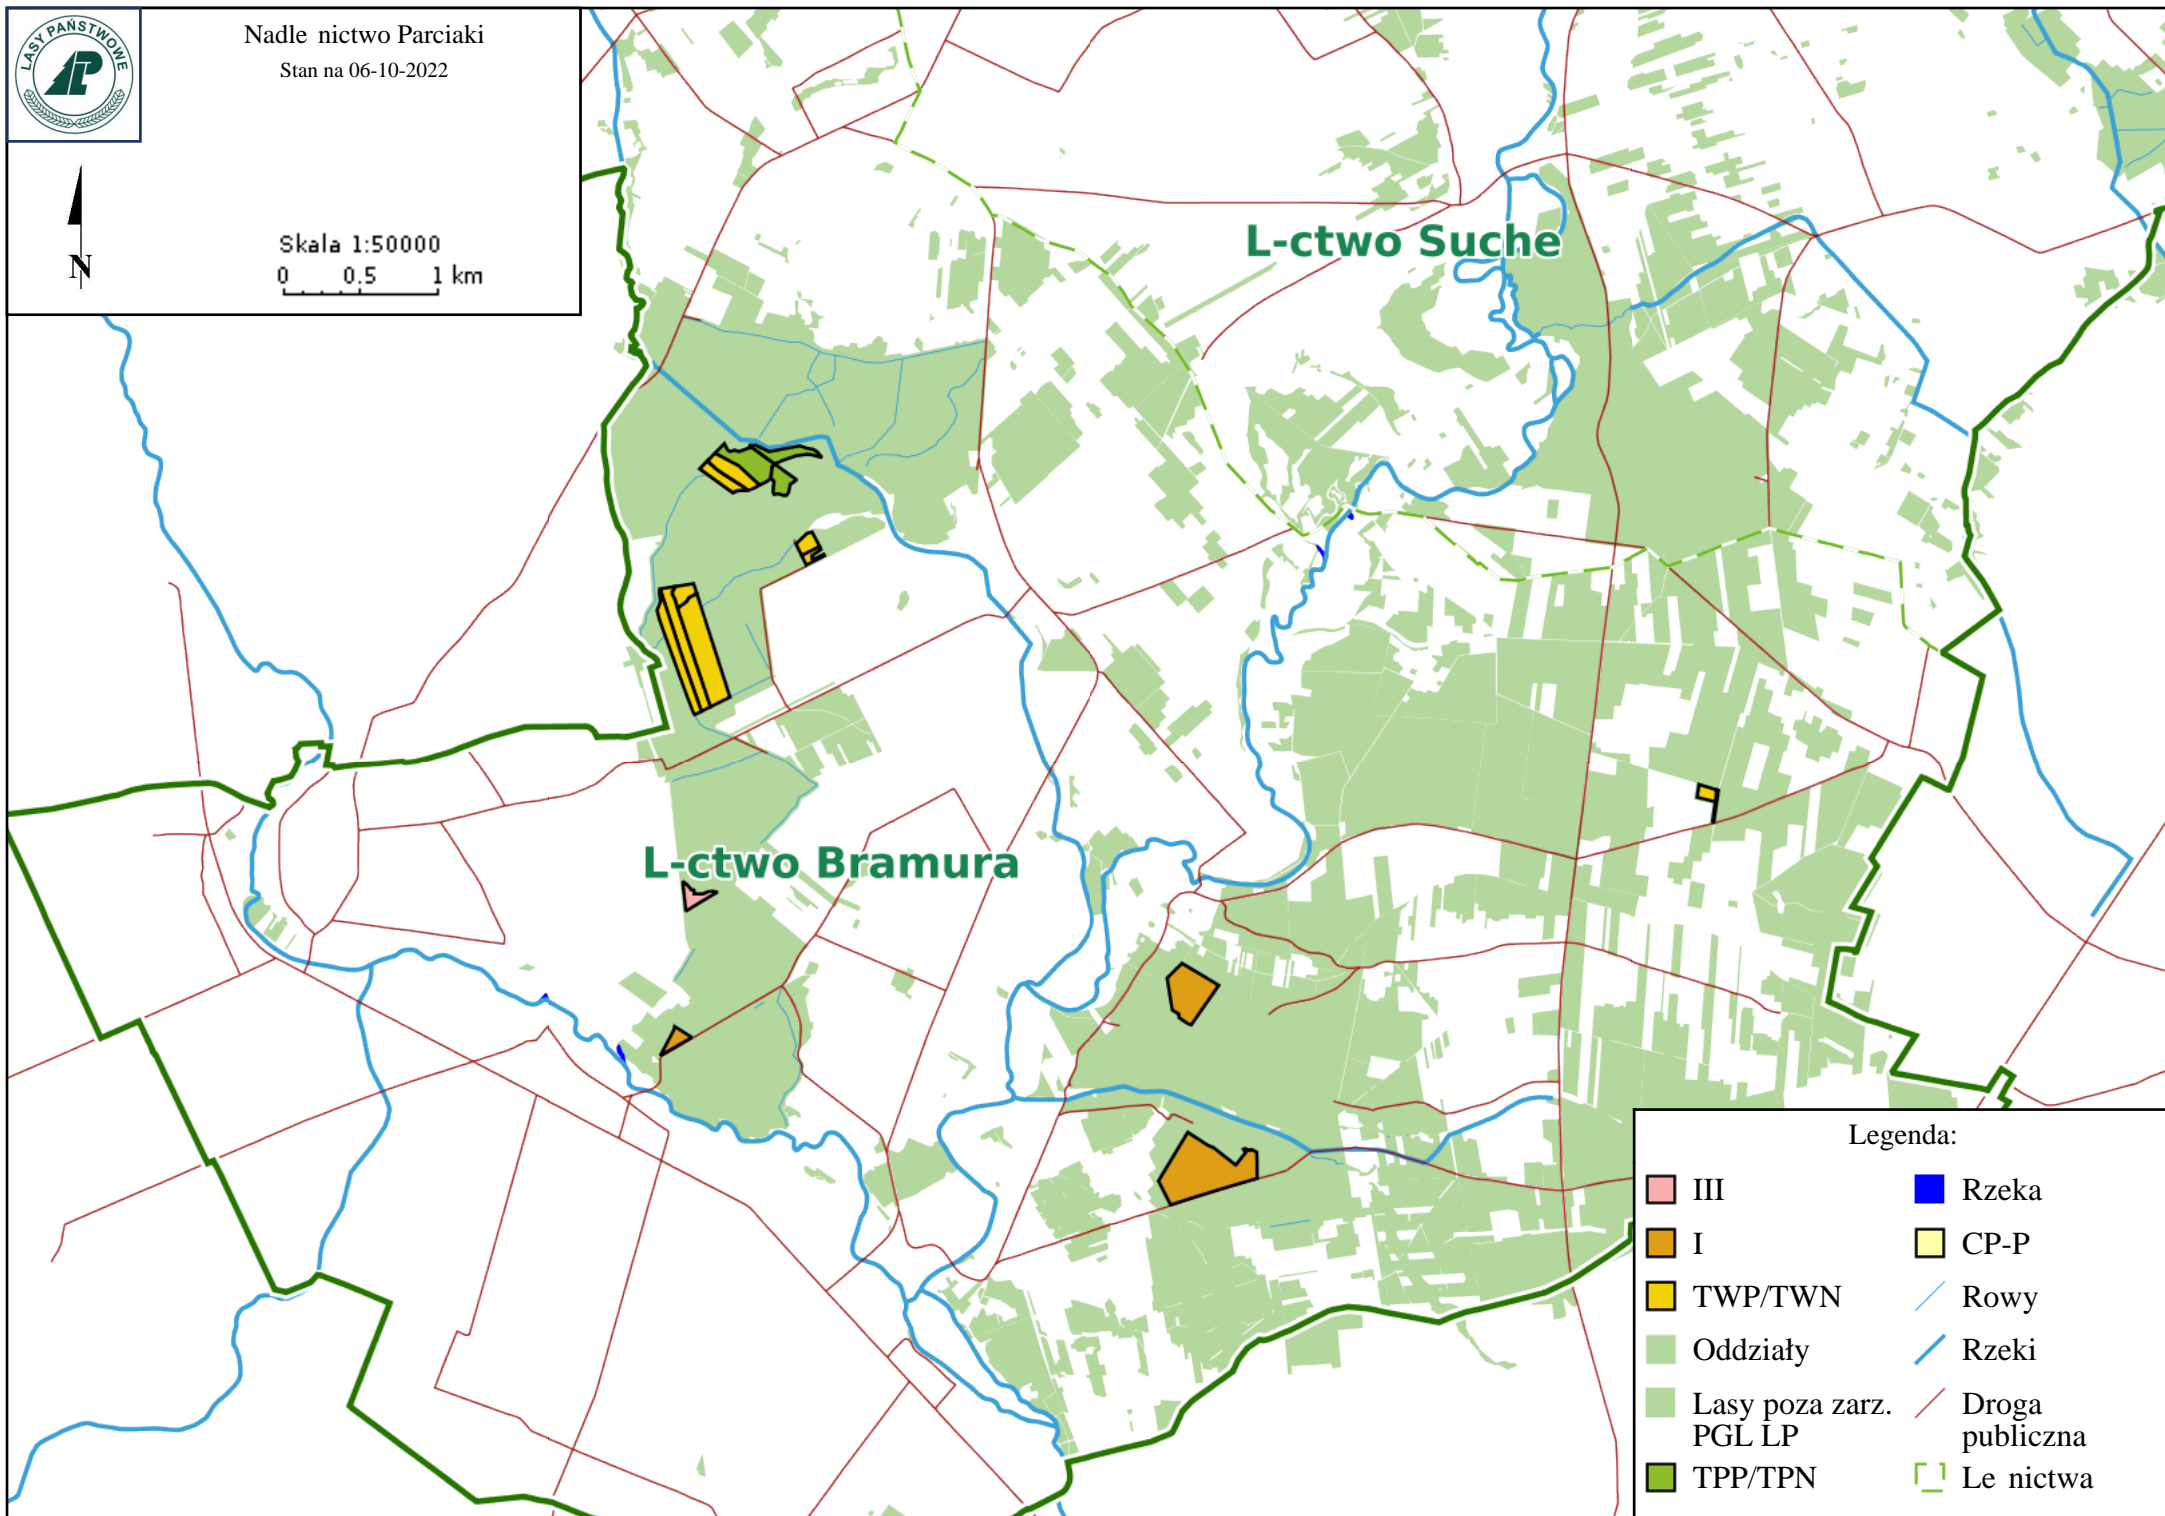 LASY PAŃSTWOWE
LP
Nadle nictwo Parciaki
Stan na 06-10-2022
N
Skala 1:50000
0 0.5 1 km
L-ctwo Suche
L-ctwo Bramura
Legenda:
III
I
TWP/TWN
Oddziały
Lasy poza zarz.
PGL LP
TPP/TPN
Rzeka
CP-P
Rowy
Rzeki
Droga
publiczna
Le nictwa